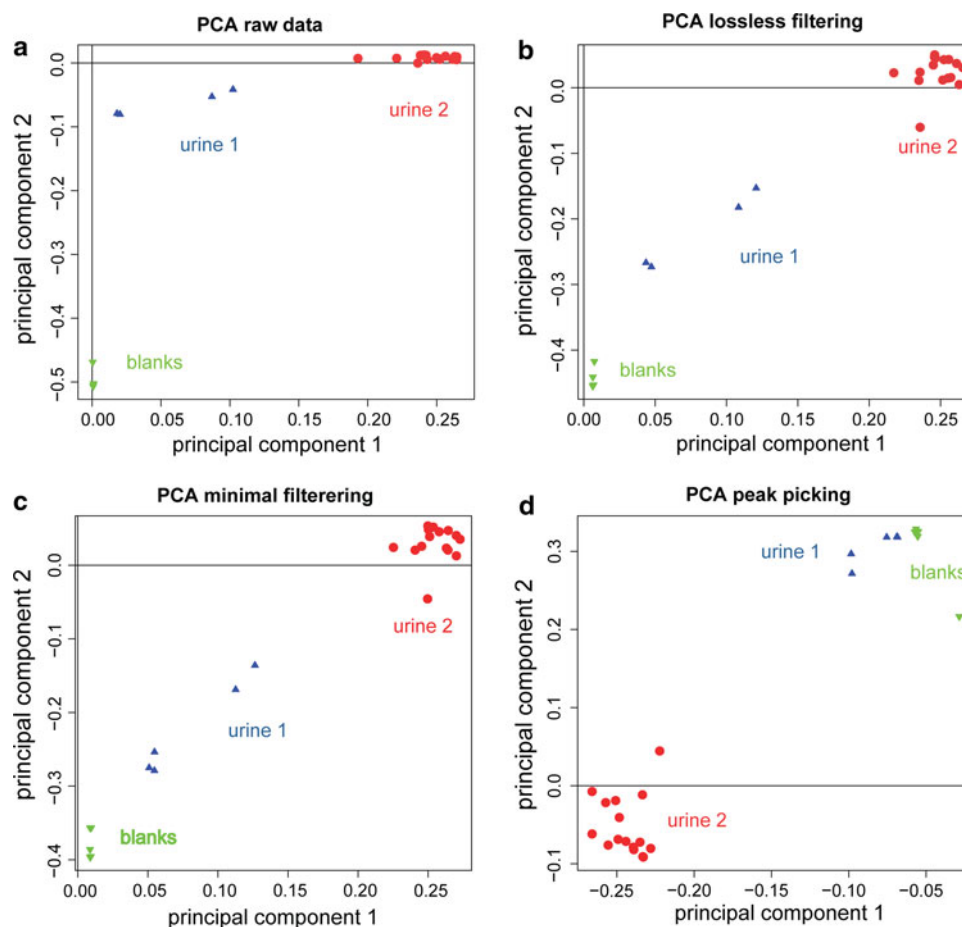 a
PCA raw data
principal component 2
0.0
−0.1
−0.2
−0.3
−0.4
−0.5
urine 1
urine 2
blanks
0.00 0.05 0.10 0.15 0.20 0.25
principal component 1
b
PCA lossless filtering
principal component 2
0.0
−0.1
−0.2
−0.3
−0.4
urine 2
urine 1
blanks
0.00 0.05 0.10 0.15 0.20 0.25
principal component 1
c
PCA minimal filterering
principal component 2
0.0
−0.1
−0.2
−0.3
−0.4
urine 2
urine 1
blanks
0.00 0.05 0.10 0.15 0.20 0.25
principal component 1
d
PCA peak picking
principal component 2
0.3
0.2
0.1
0.0
−0.1
urine 1
blanks
urine 2
−0.25 −0.20 −0.15 −0.10 −0.05
principal component 1